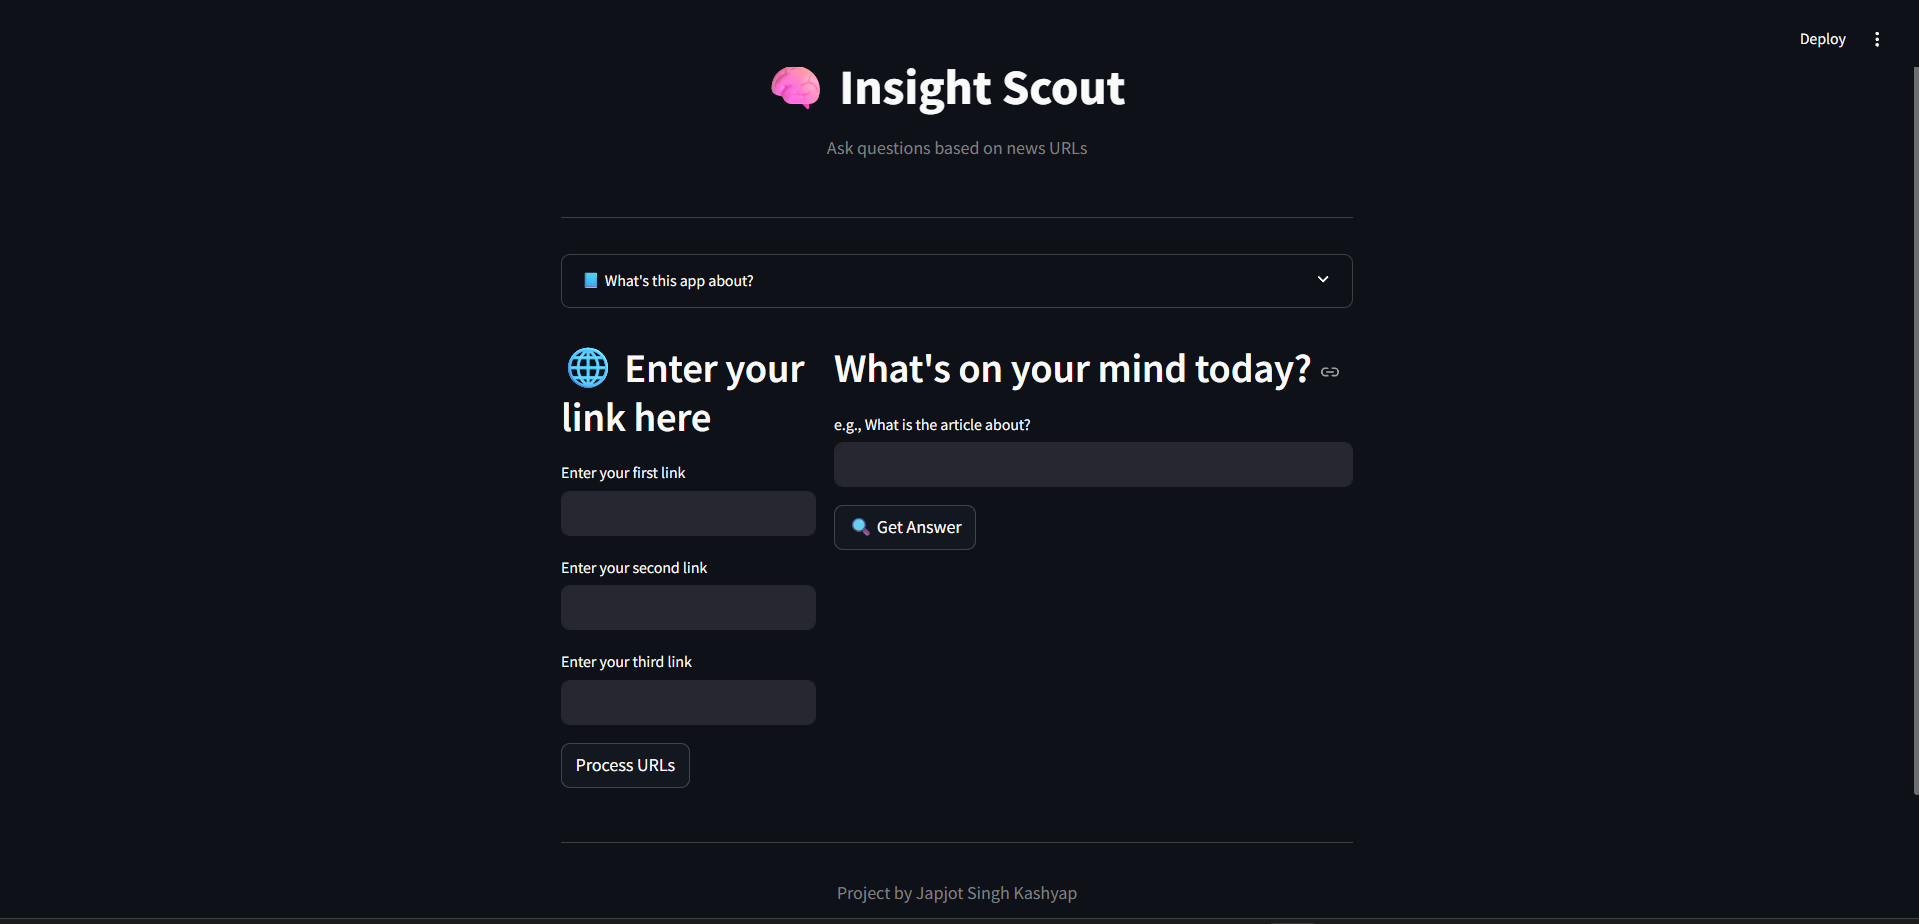 Deploy
Insight Scout
Ask questions based on news URLs
What's this app about?
Enter your
link here
Enter your first link
Enter your second link
Enter your third link
Process URLs
What's on your mind today?
e.g., What is the article about?
Get Answer
Project by Japjot Singh Kashyap